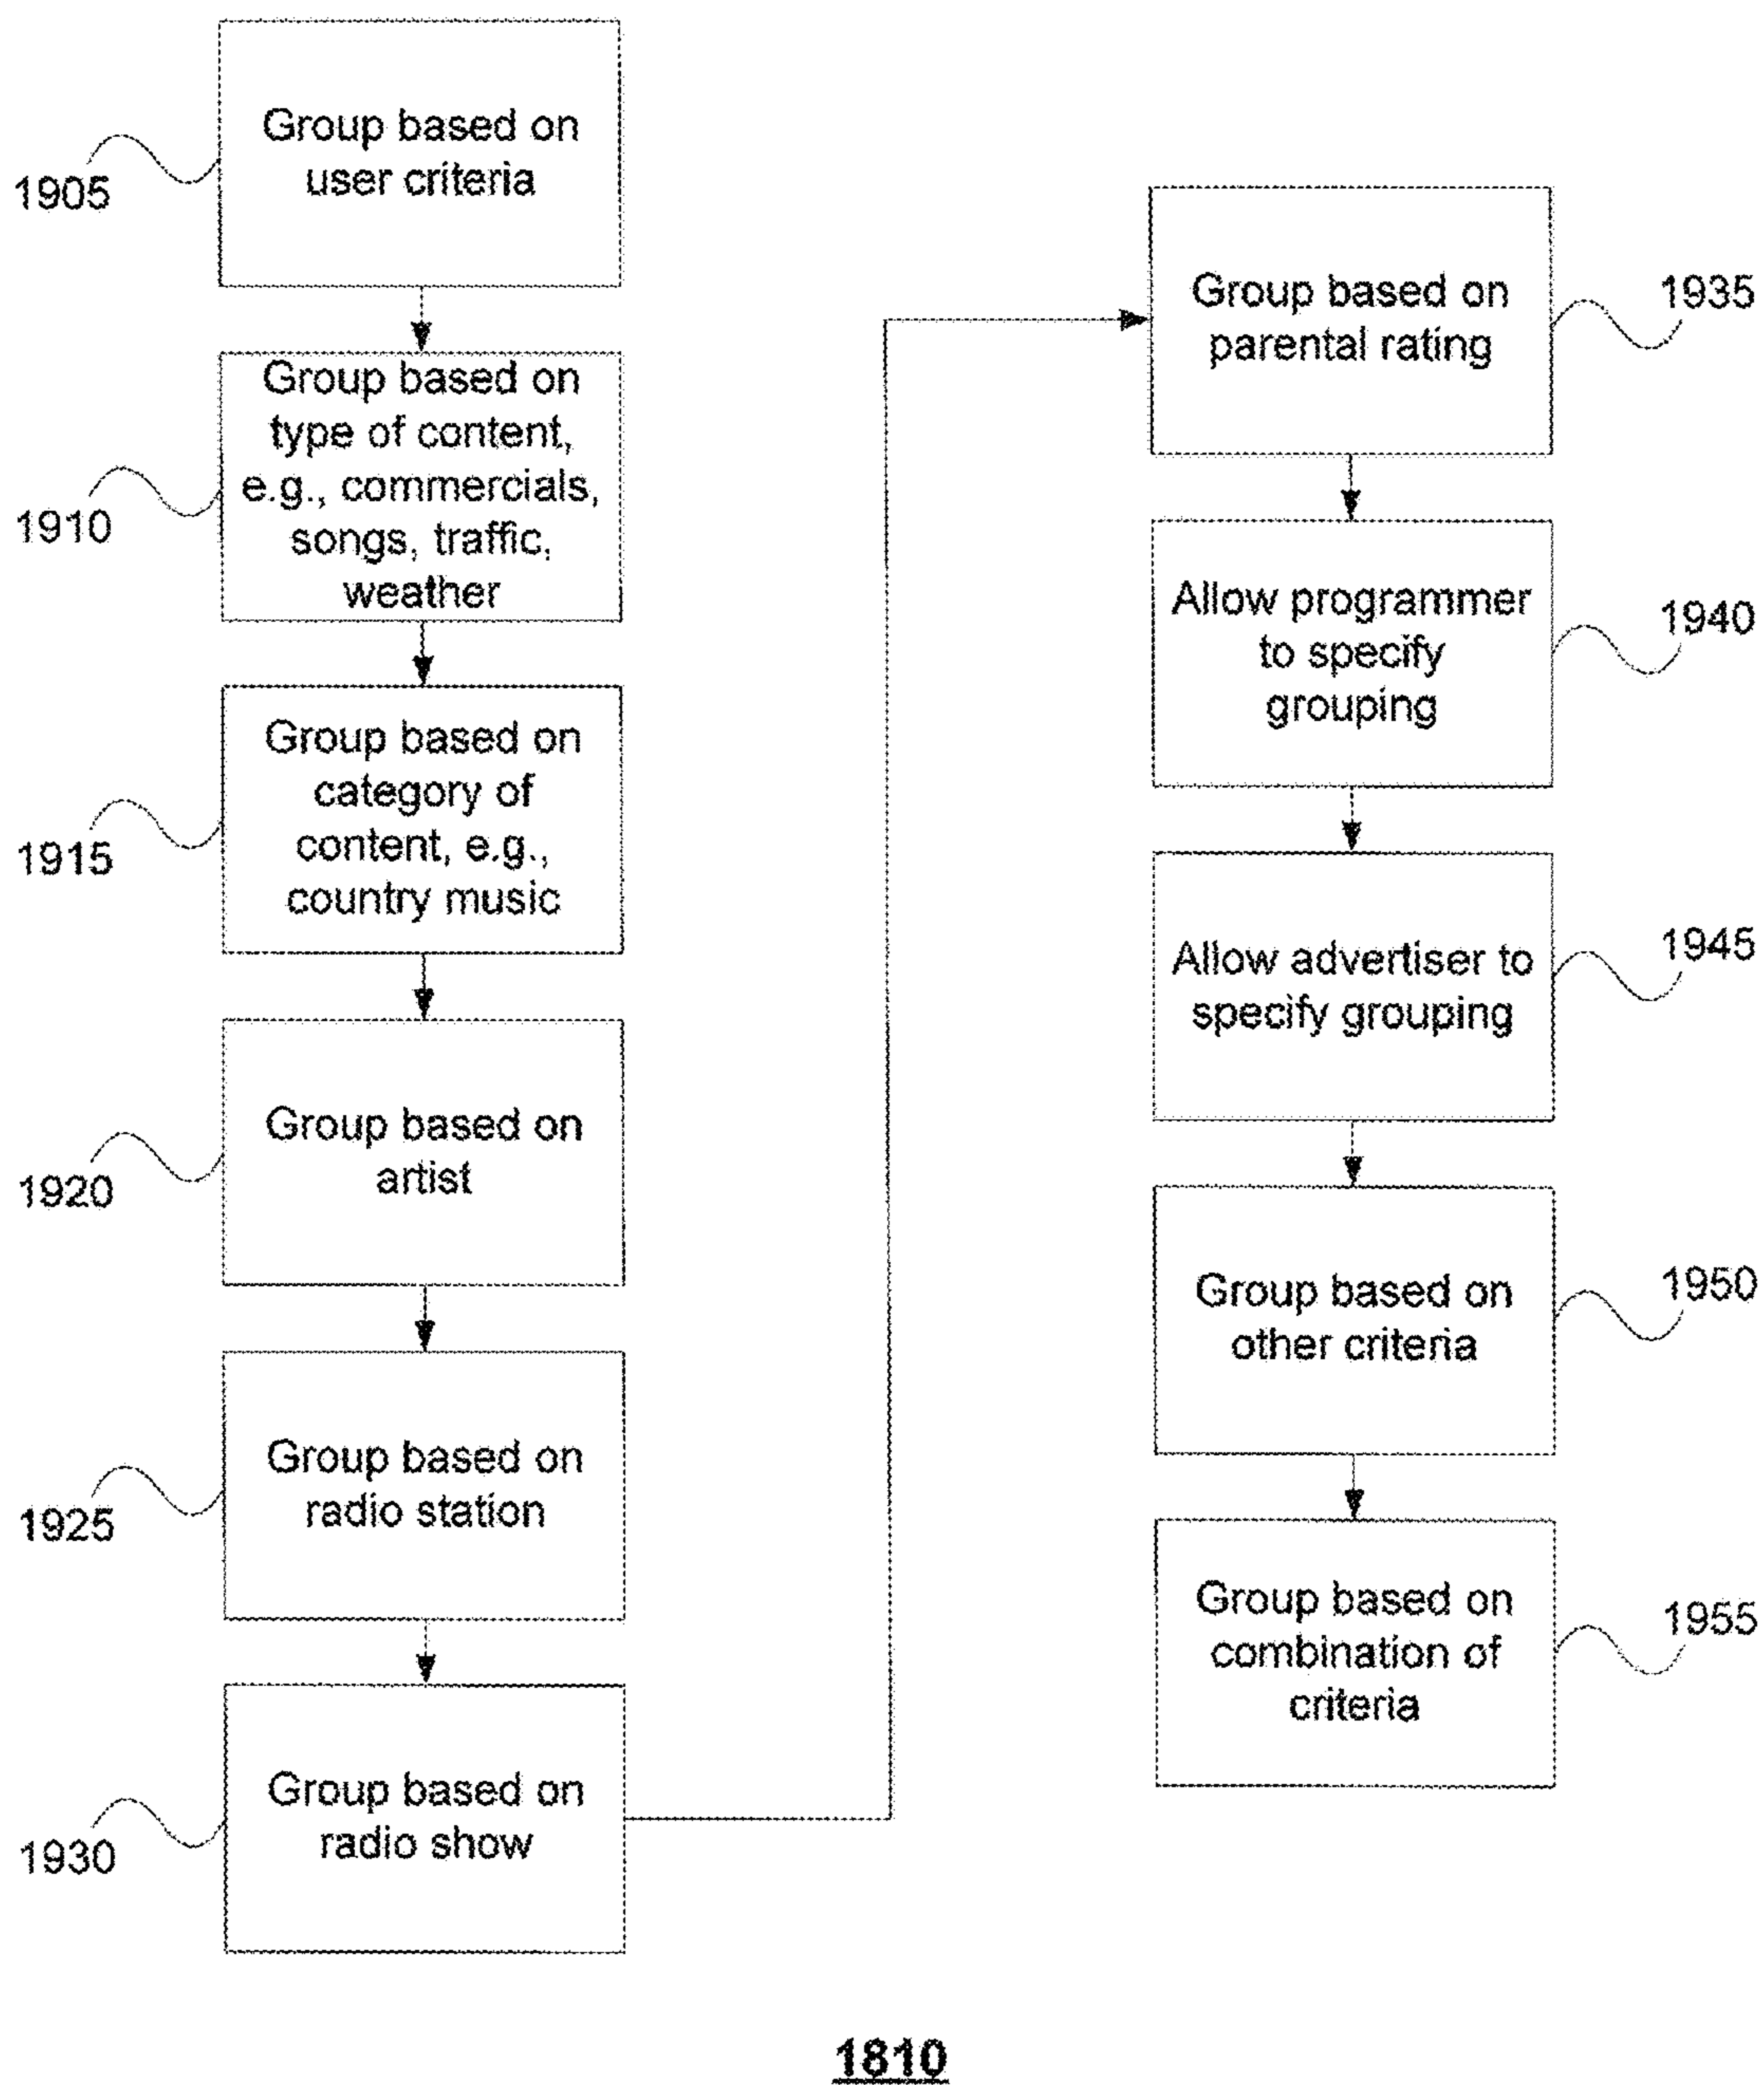 Group based on
user criteria
1905
Group based on
type of content,
e.g., commercials,
songs, traffic,
weather
1910
Group based on
category of
content, e.g.,
country music
1915
Group based on
artist
1920
Group based on
radio station
1925
Group based on
radio show
1930
Group based on
parental rating
1935
Allow programmer
to specify
grouping
1940
Allow advertiser to
specify grouping
1945
Group based on
other criteria
1950
Group based on
combination of
criteria
1955
1810